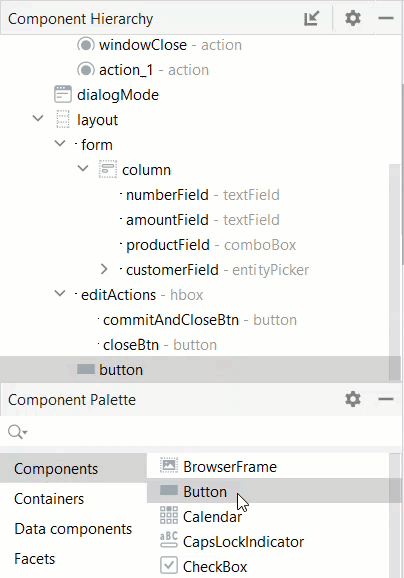 Component Hierarchy
windowClose - action
action_1 - action
dialogMode
layout
form
column
numberField - textField
amountField - textField
productField - comboBox
customerField - entityPicker
editActions - hbox
commitAndCloseBtn - button
closeBtn - button
button
Component Palette
Components
BrowserFrame
Button
Containers
Calendar
Data components
CapsLockIndicator
aBC
Facets
CheckBox